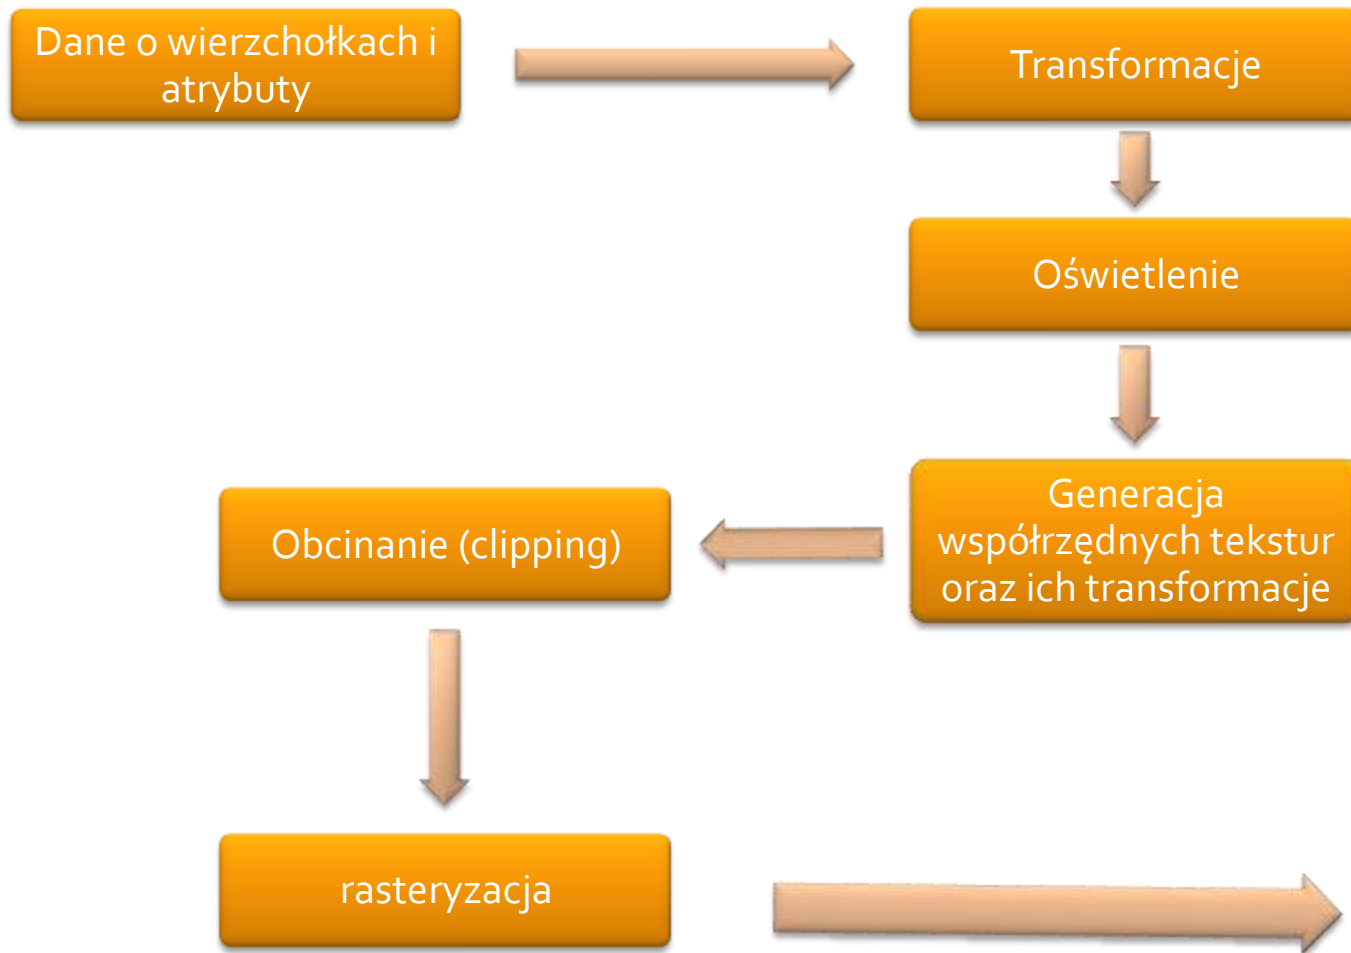 Dane o wierzchołkach i
atrybuty
Transformacje
Oświetlenie
Generacja
współrzędnych tekstur
oraz ich transformacje
Obcinanie (clipping)
rasteryzacja